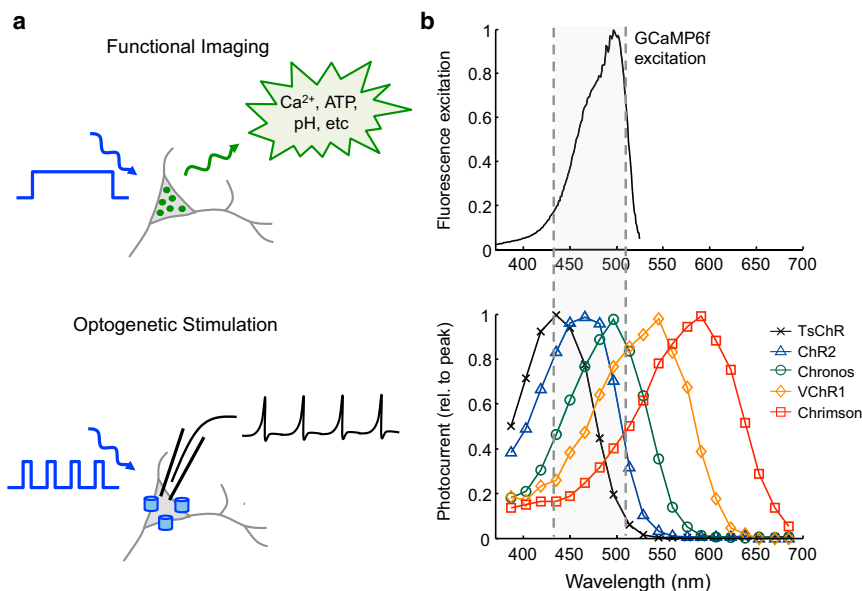 a
Functional Imaging
Ca²⁺, ATP,
pH, etc
Optogenetic Stimulation
b
GCaMP6f
excitation
Fluorescence excitation
1
0.8
0.6
0.4
0.2
0
400 450 500 550 600 650 700
TsChR
ChR2
Chronos
VChR1
Chrimson
Photocurrent (rel. to peak)
1
0.8
0.6
0.4
0.2
0
400 450 500 550 600 650 700
Wavelength (nm)